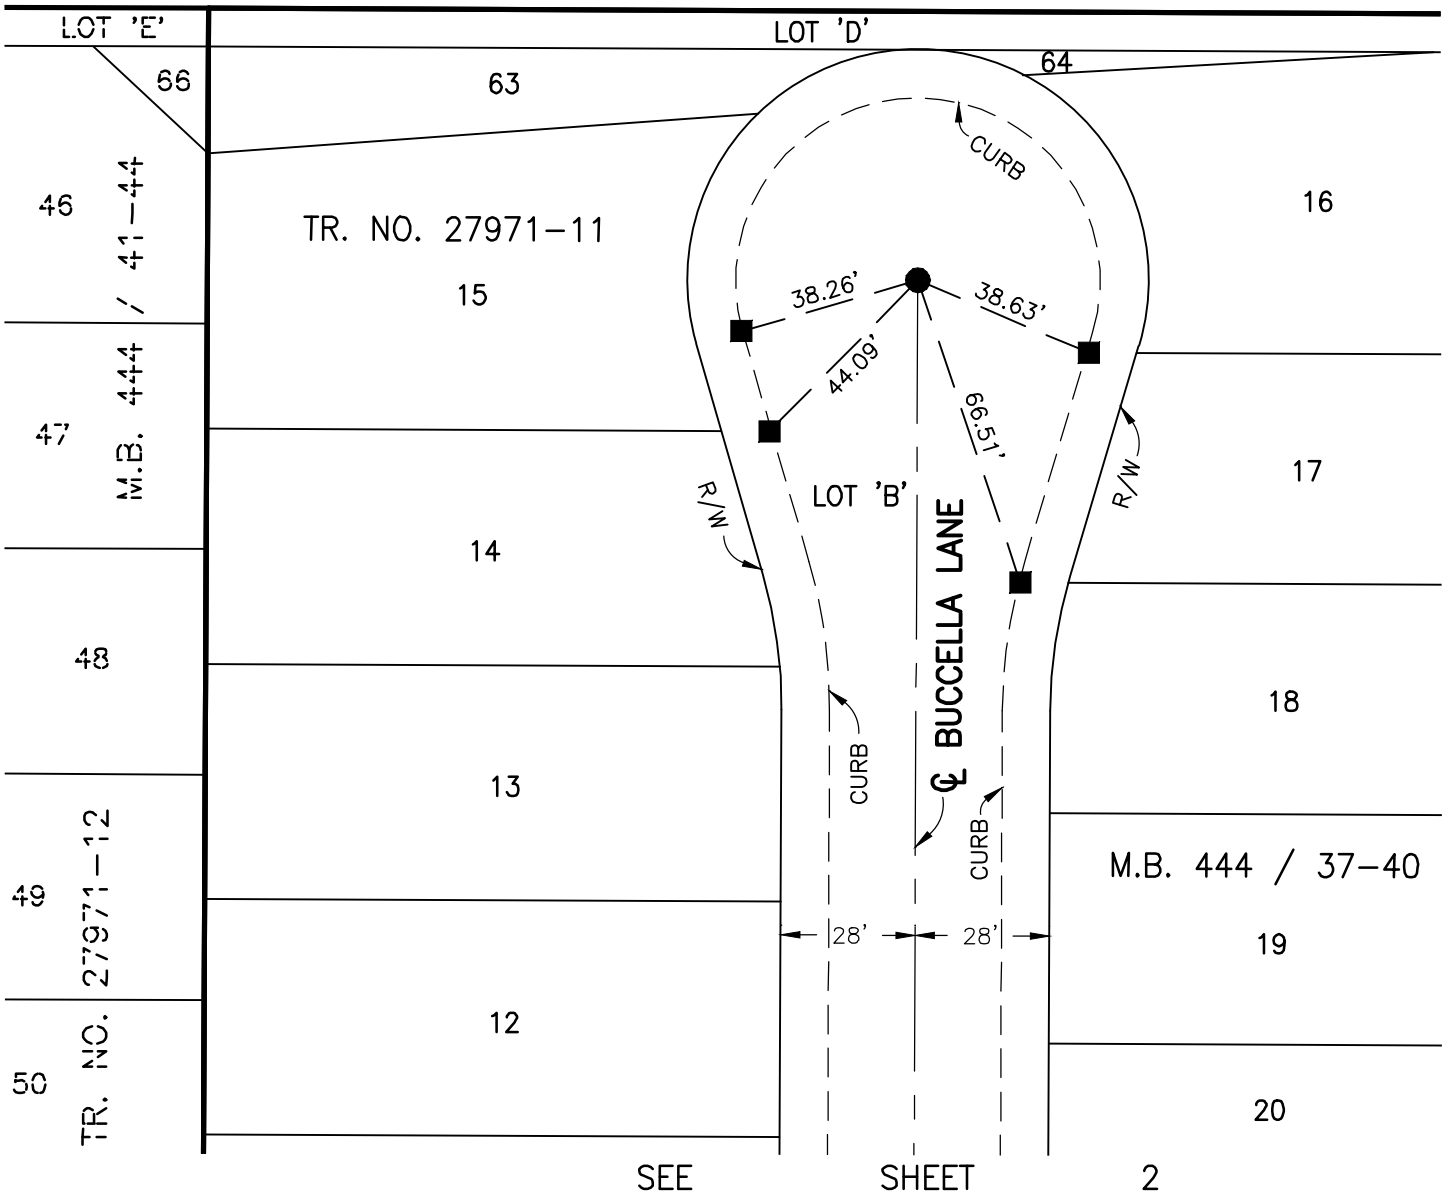 LOT 'E'
LOT 'D'
66
63
64
46
M.B. 444 / 41-44
TR. NO. 27971-11
CURB
16
15
38.26'
38.63'
44.09'
66.51'
47
R/W
LOT 'B'
R/W
17
14
48
℄ BUCCELLA LANE
18
13
CURB
CURB
TR. NO. 27971-12
49
M.B. 444 / 37-40
28'
28'
19
12
50
20
SEE SHEET 2